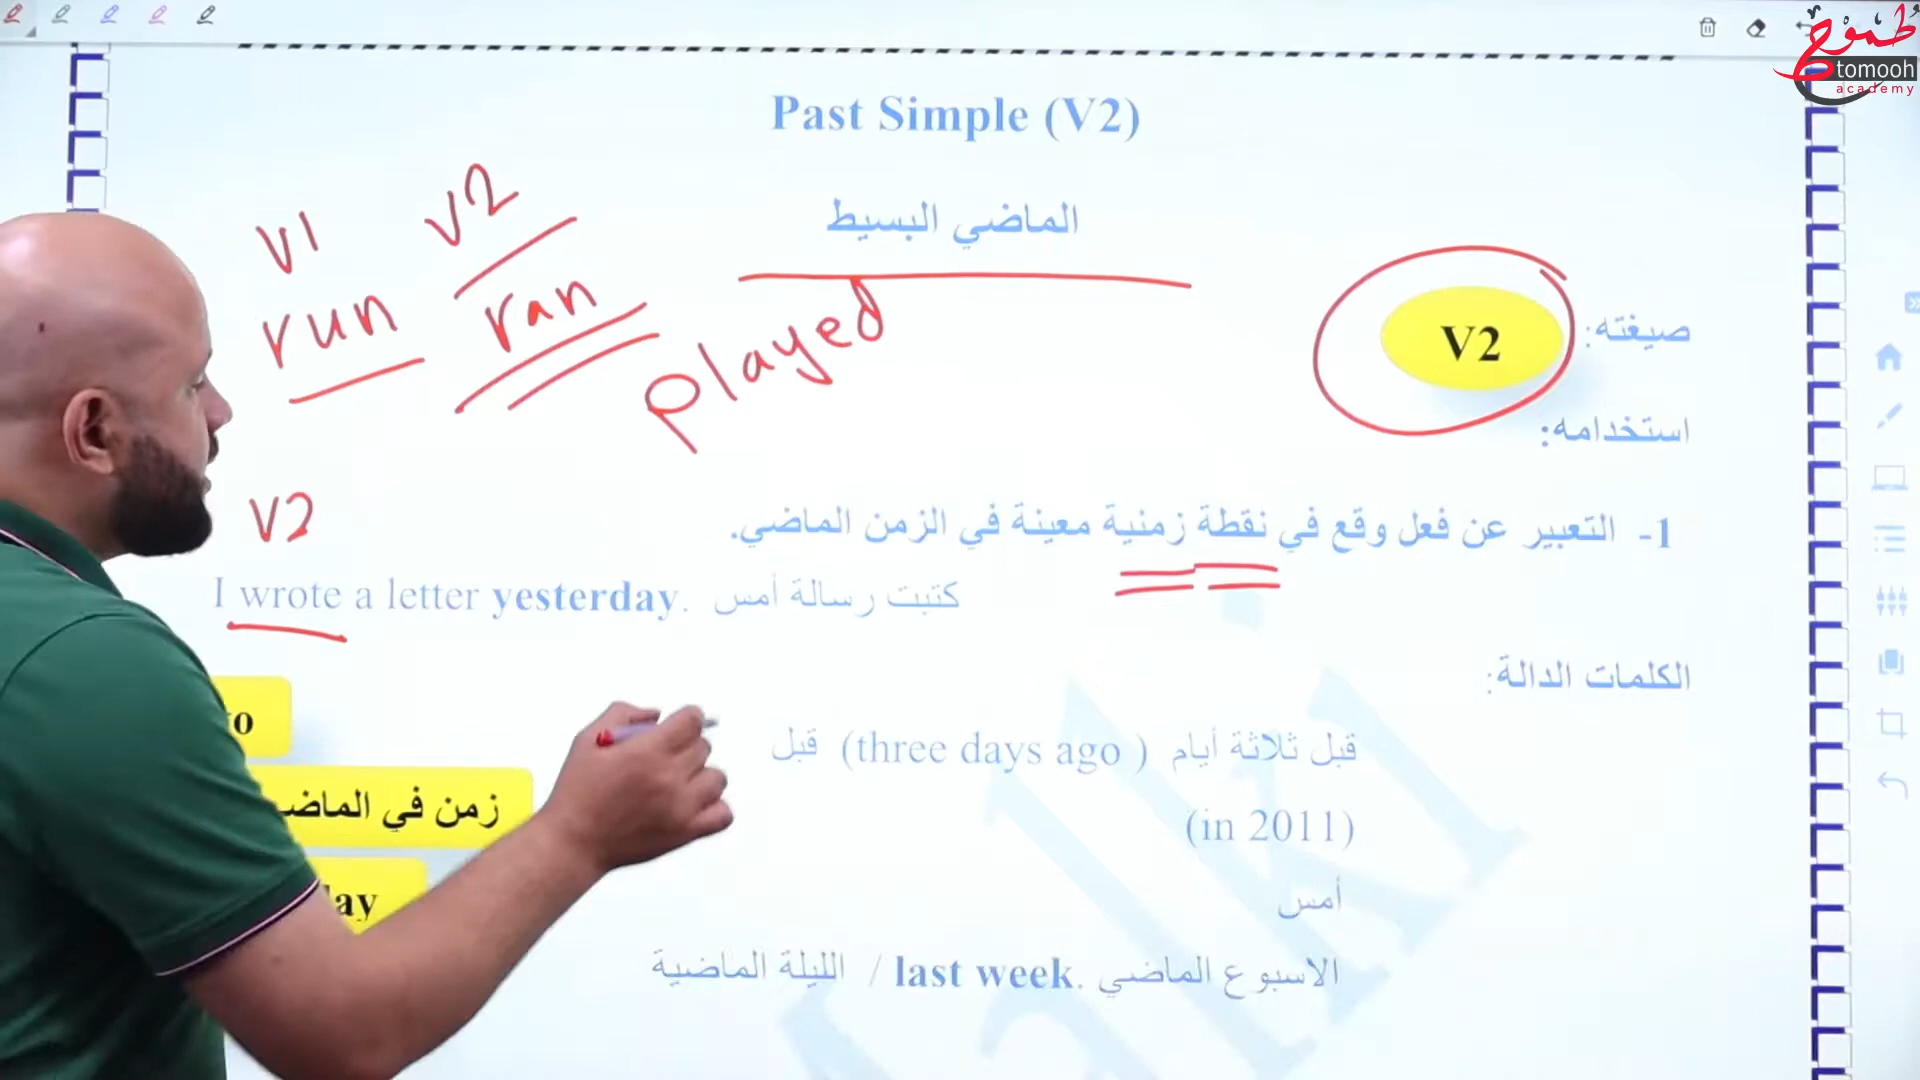 طموح
tomooh
academy
Past Simple (V2)
الماضي البسيط
V1 V2
run ran
played
صيغته: V2
استخدامه:
1- التعبير عن فعل وقع في نقطة زمنية معينة في الزمن الماضي.
V2
I wrote a letter yesterday. كتبت رسالة أمس
الكلمات الدالة:
قبل ثلاثة أيام (three days ago ) قبل
زمن في
(in 2011)
أمس
الاسبوع الماضي .last week / الليلة الماضية